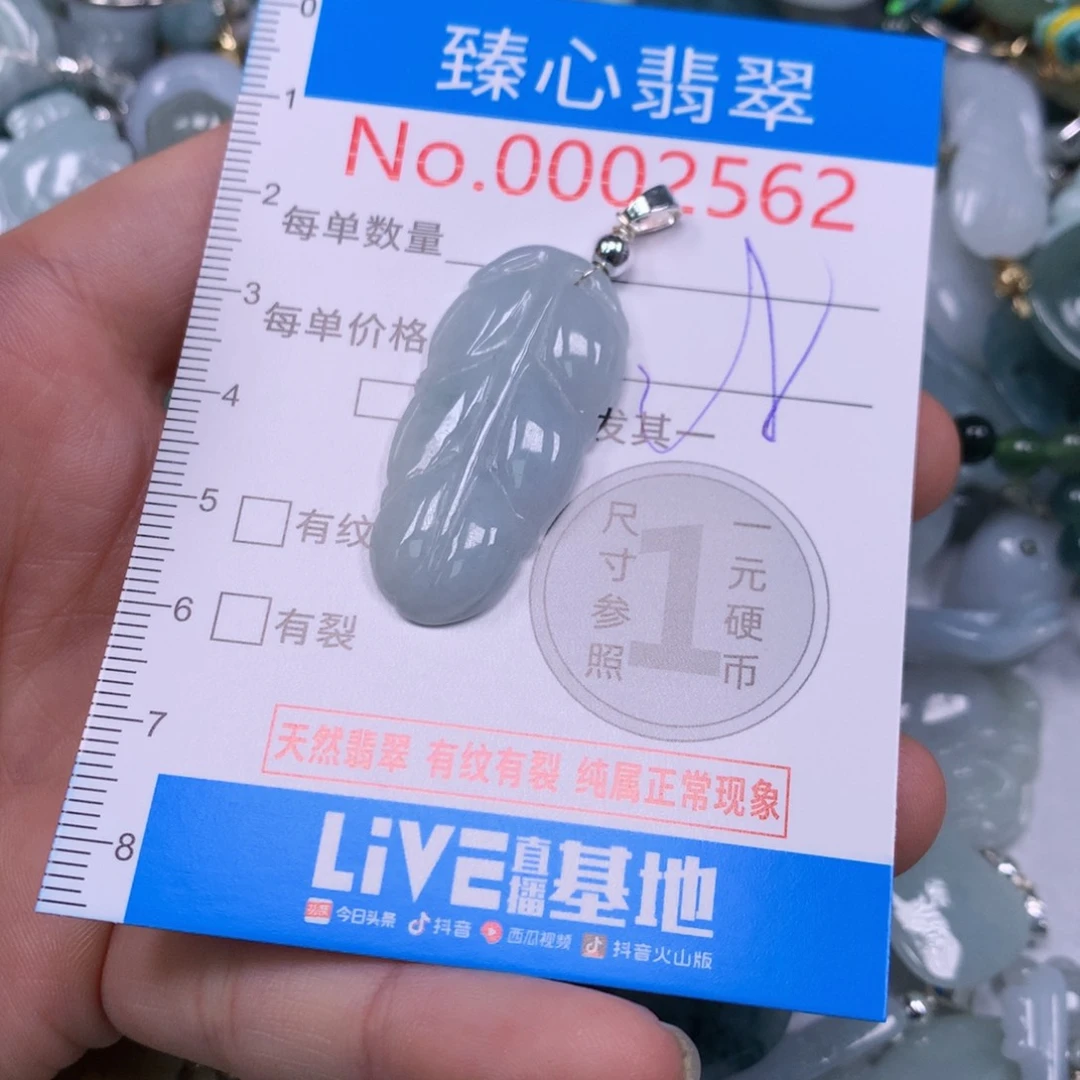 臻心翡翠
No.0002562
每单数量
每单价格
发其一
有纹
有裂
尺寸参照
1
一元硬币
天然翡翠 有纹有裂 纯属正常现象
LiVE直播基地
今日头条 抖音 西瓜视频 抖音火山版
0
1
2
3
4
5
6
7
8